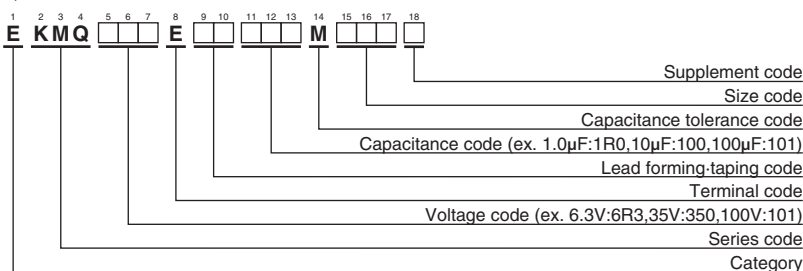 1 2 3 4 5 6 7 8 9 10 11 12 13 14 15 16 17 18
E KMQ E M
Supplement code
Size code
Capacitance tolerance code
Capacitance code (ex. 1.0µF:1R0,10µF:100,100µF:101)
Lead forming·taping code
Terminal code
Voltage code (ex. 6.3V:6R3,35V:350,100V:101)
Series code
Category